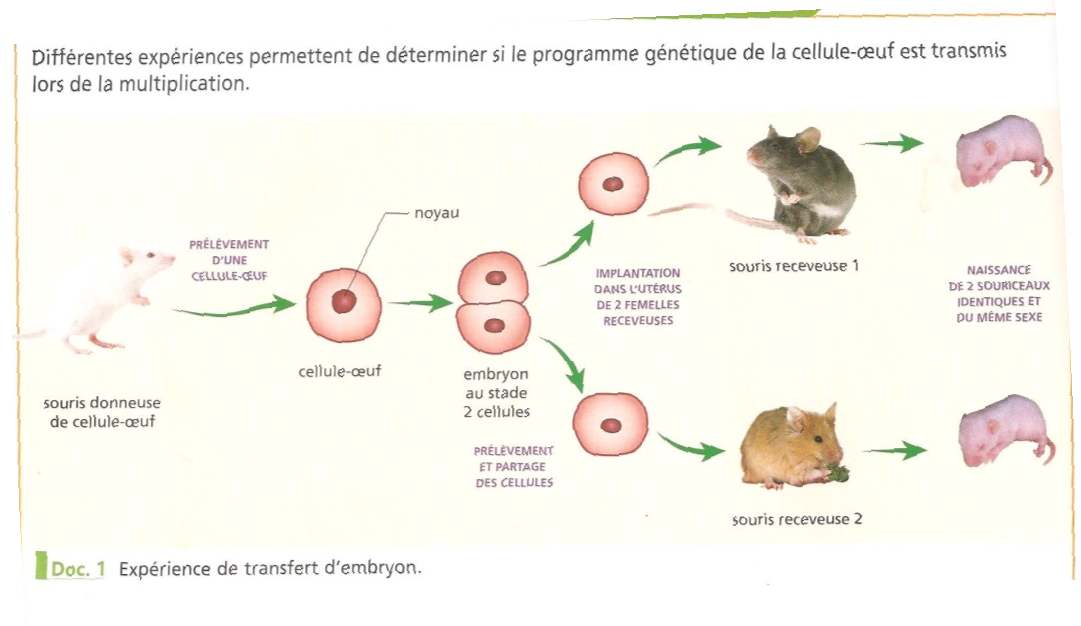 Différentes expériences permettent de déterminer si le programme génétique de la cellule-œuf est transmis
lors de la multiplication.
noyau
PRÉLÈVEMENT
D'UNE
CELLULE-ŒUF
cellule-œuf
souris donneuse
de cellule-œuf
embryon
au stade
2 cellules
PRÉLÈVEMENT
ET PARTAGE
DES CELLULES
IMPLANTATION
DANS L'UTÉRUS
DE 2 FEMELLES
RECEVEUSES
souris receveuse 1
souris receveuse 2
NAISSANCE
DE 2 SOURICEAUX
IDENTIQUES ET
DU MÊME SEXE
Doc. 1 Expérience de transfert d'embryon.